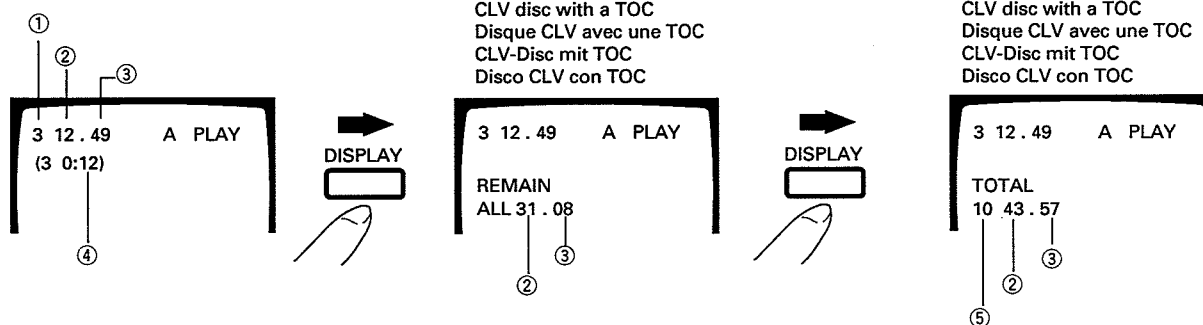 ①
②
③
3 12 . 49 A PLAY
(3 0:12)
④
DISPLAY
CLV disc with a TOC
Disque CLV avec une TOC
CLV-Disc mit TOC
Disco CLV con TOC
3 12 . 49 A PLAY
REMAIN
ALL 31 . 08
③
②
DISPLAY
CLV disc with a TOC
Disque CLV avec une TOC
CLV-Disc mit TOC
Disco CLV con TOC
3 12 . 49 A PLAY
TOTAL
10 43 . 57
③
②
⑤